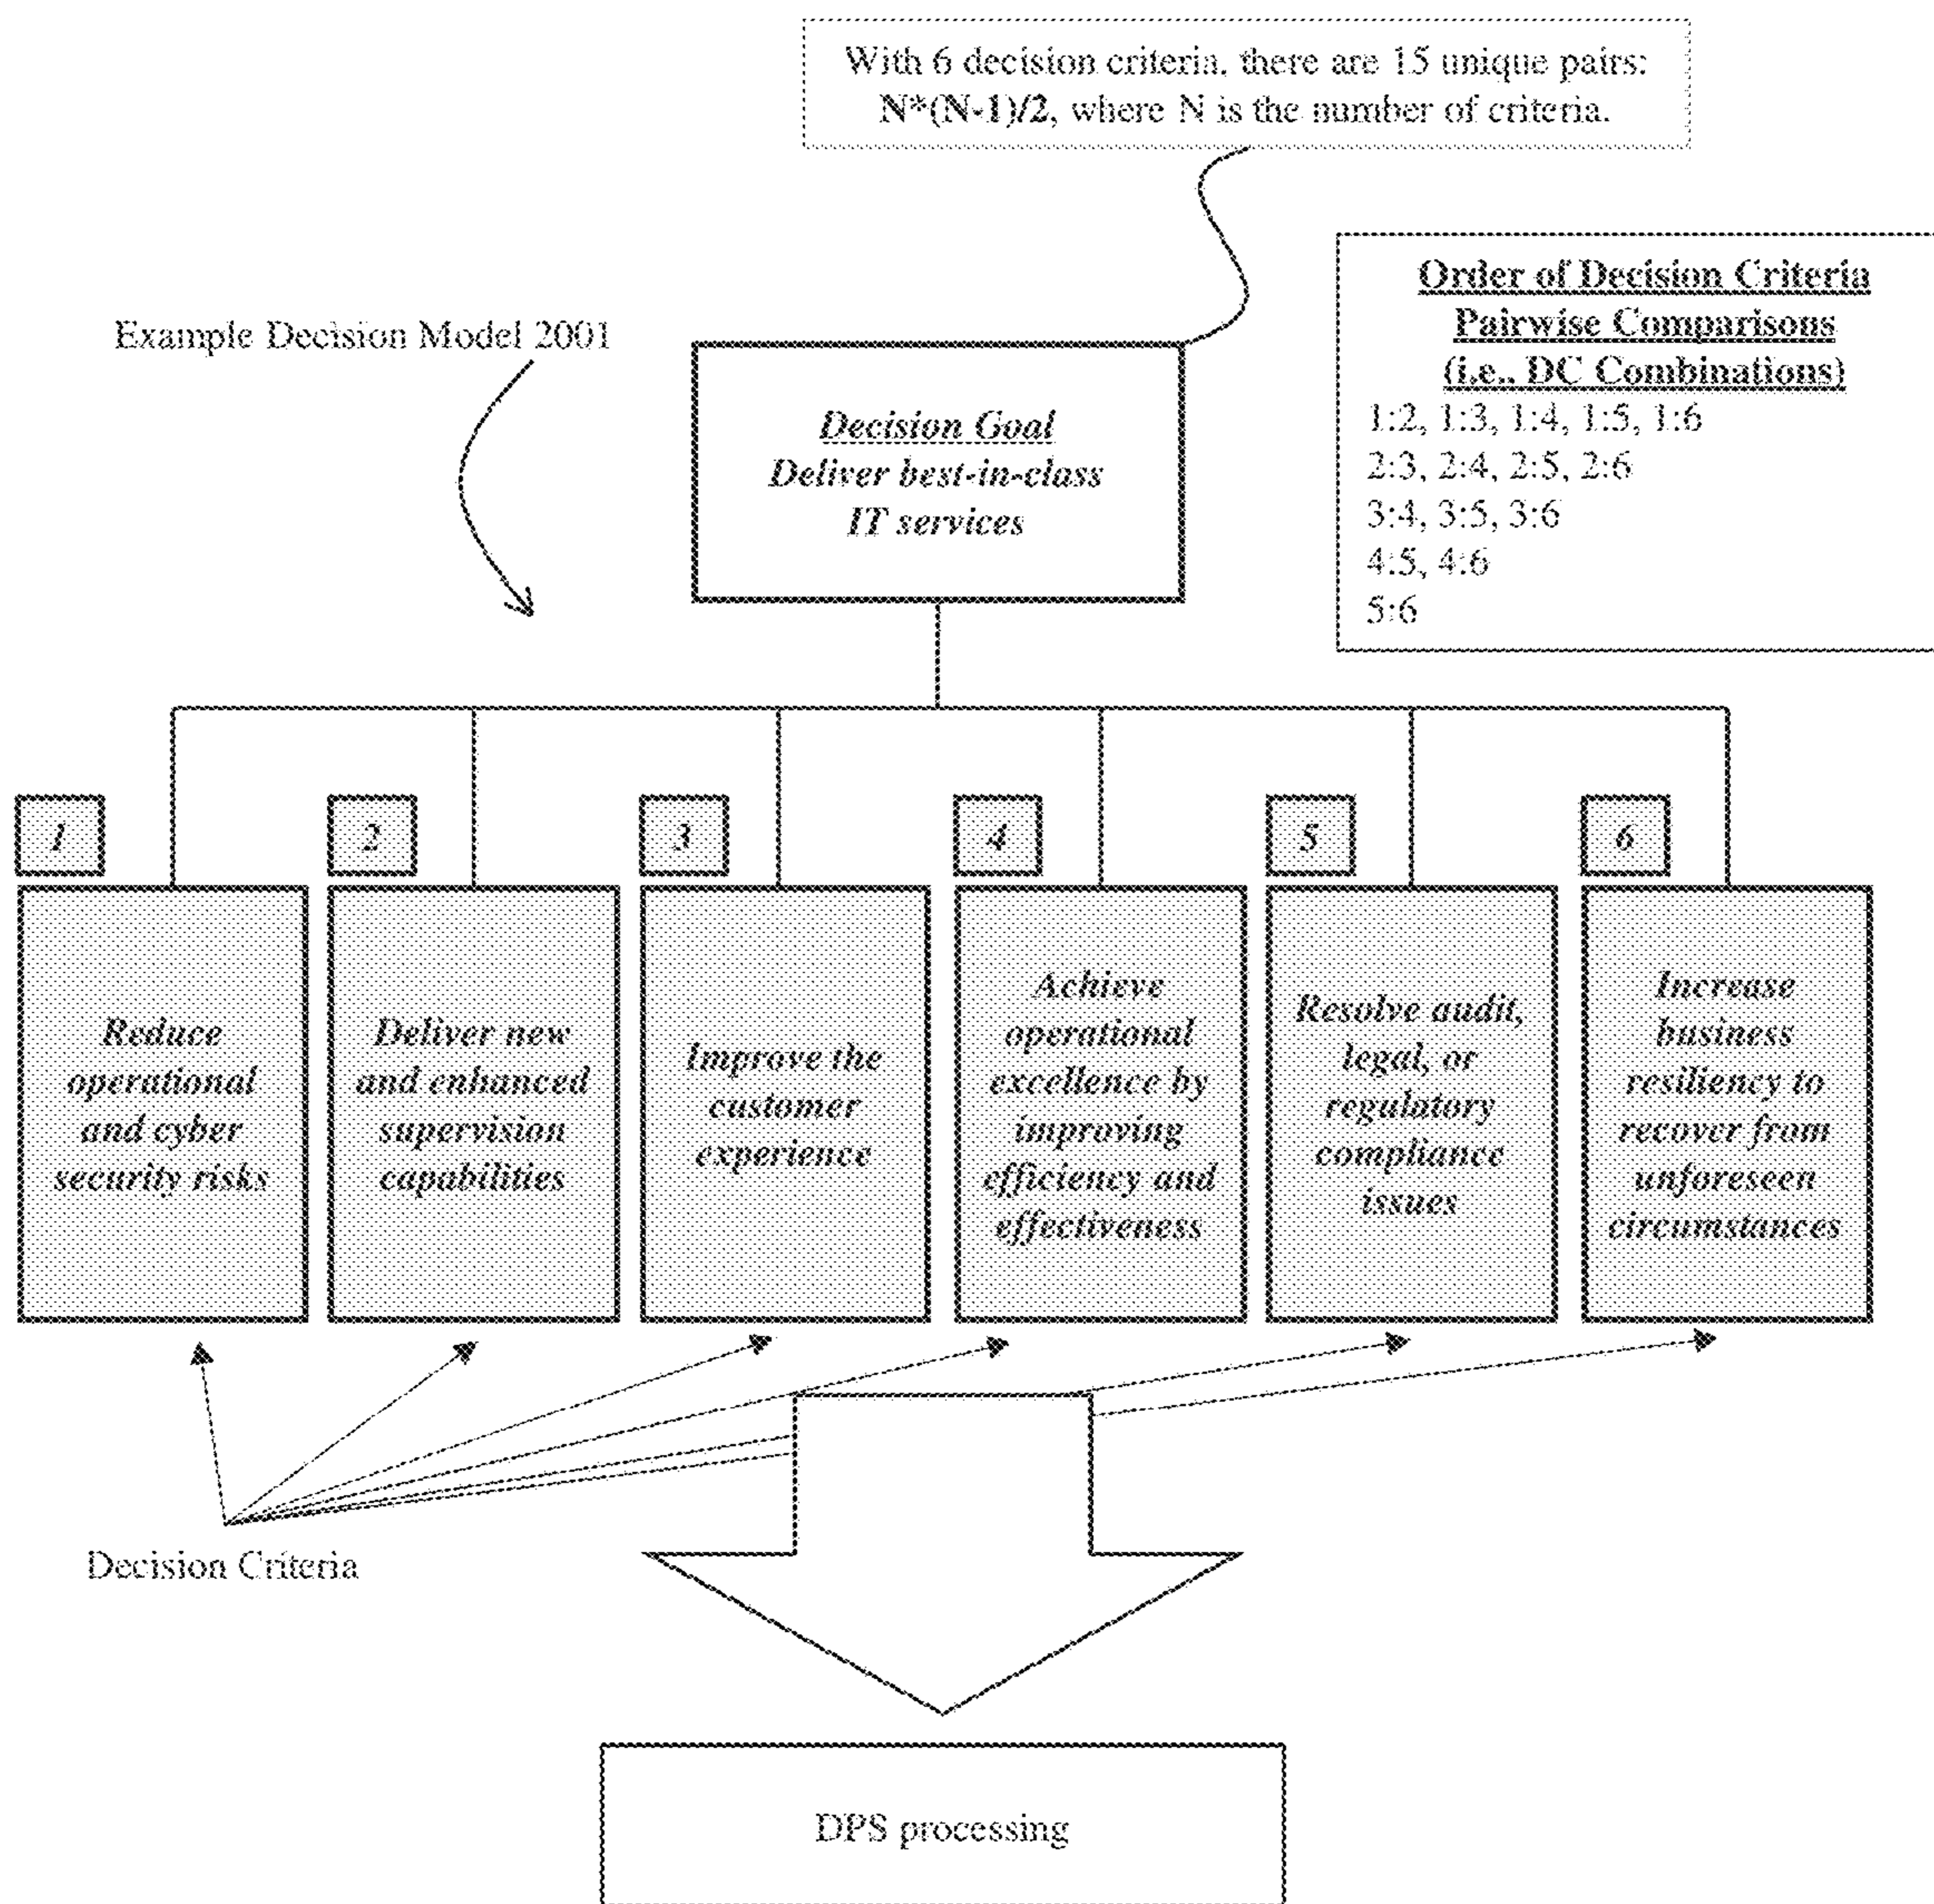 With 6 decision criteria, there are 15 unique pairs:
N*(N-1)/2, where N is the number of criteria.
Order of Decision Criteria
Pairwise Comparisons
(i.e., DC Combinations)
1:2, 1:3, 1:4, 1:5, 1:6
2:3, 2:4, 2:5, 2:6
3:4, 3:5, 3:6
4:5, 4:6
5:6
Example Decision Model 2001
Decision Goal
Deliver best-in-class
IT services
1
Reduce
operational
and cyber
security risks
2
Deliver new
and enhanced
supervision
capabilities
3
Improve the
customer
experience
4
Achieve
operational
excellence by
improving
efficiency and
effectiveness
5
Resolve audit,
legal, or
regulatory
compliance
issues
6
Increase
business
resiliency to
recover from
unforeseen
circumstances
Decision Criteria
DPS processing